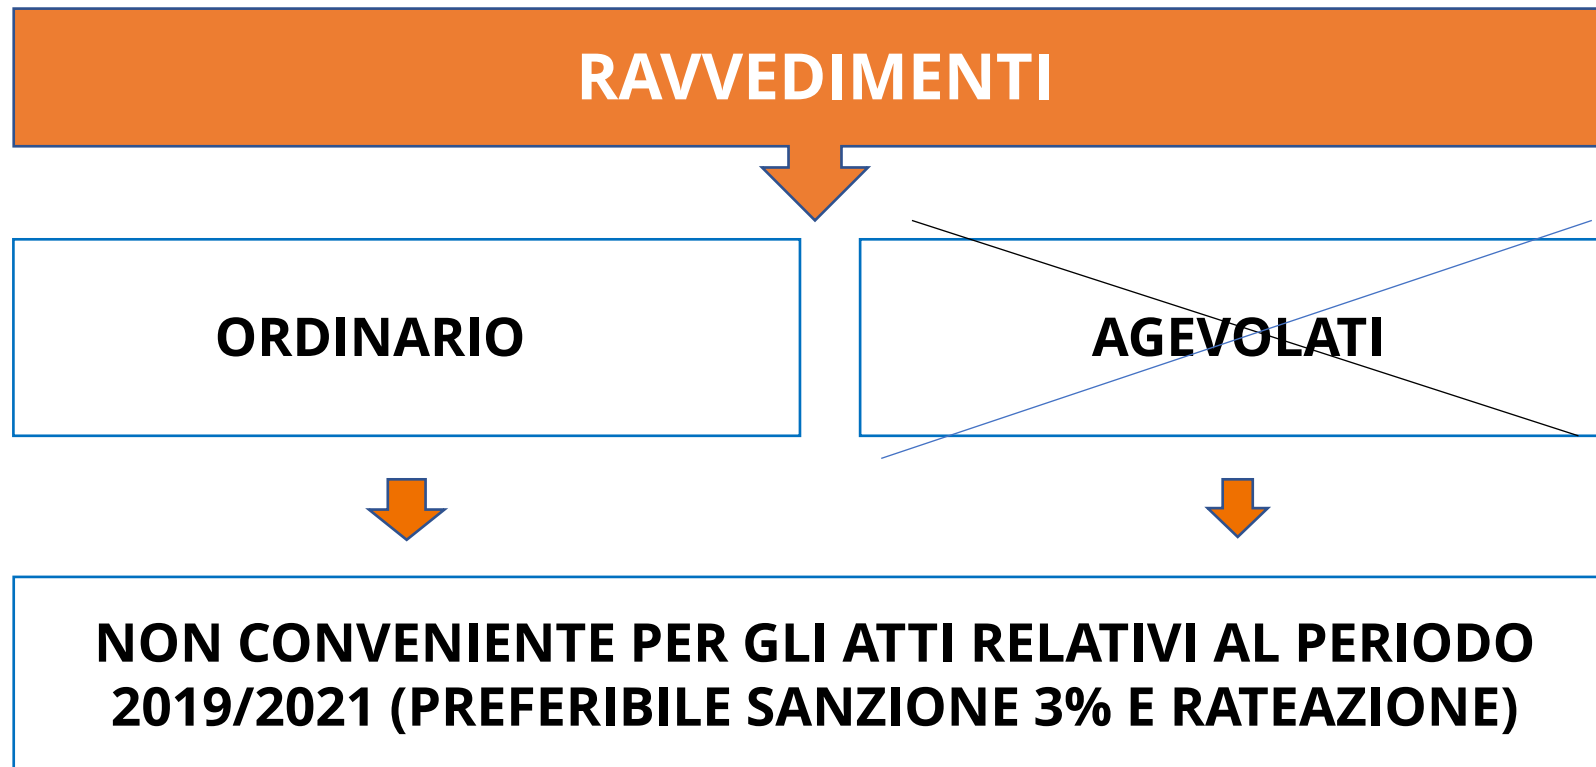 RAVVEDIMENTI
ORDINARIO
AGEVOLATI
NON CONVENIENTE PER GLI ATTI RELATIVI AL PERIODO
2019/2021 (PREFERIBILE SANZIONE 3% E RATEAZIONE)